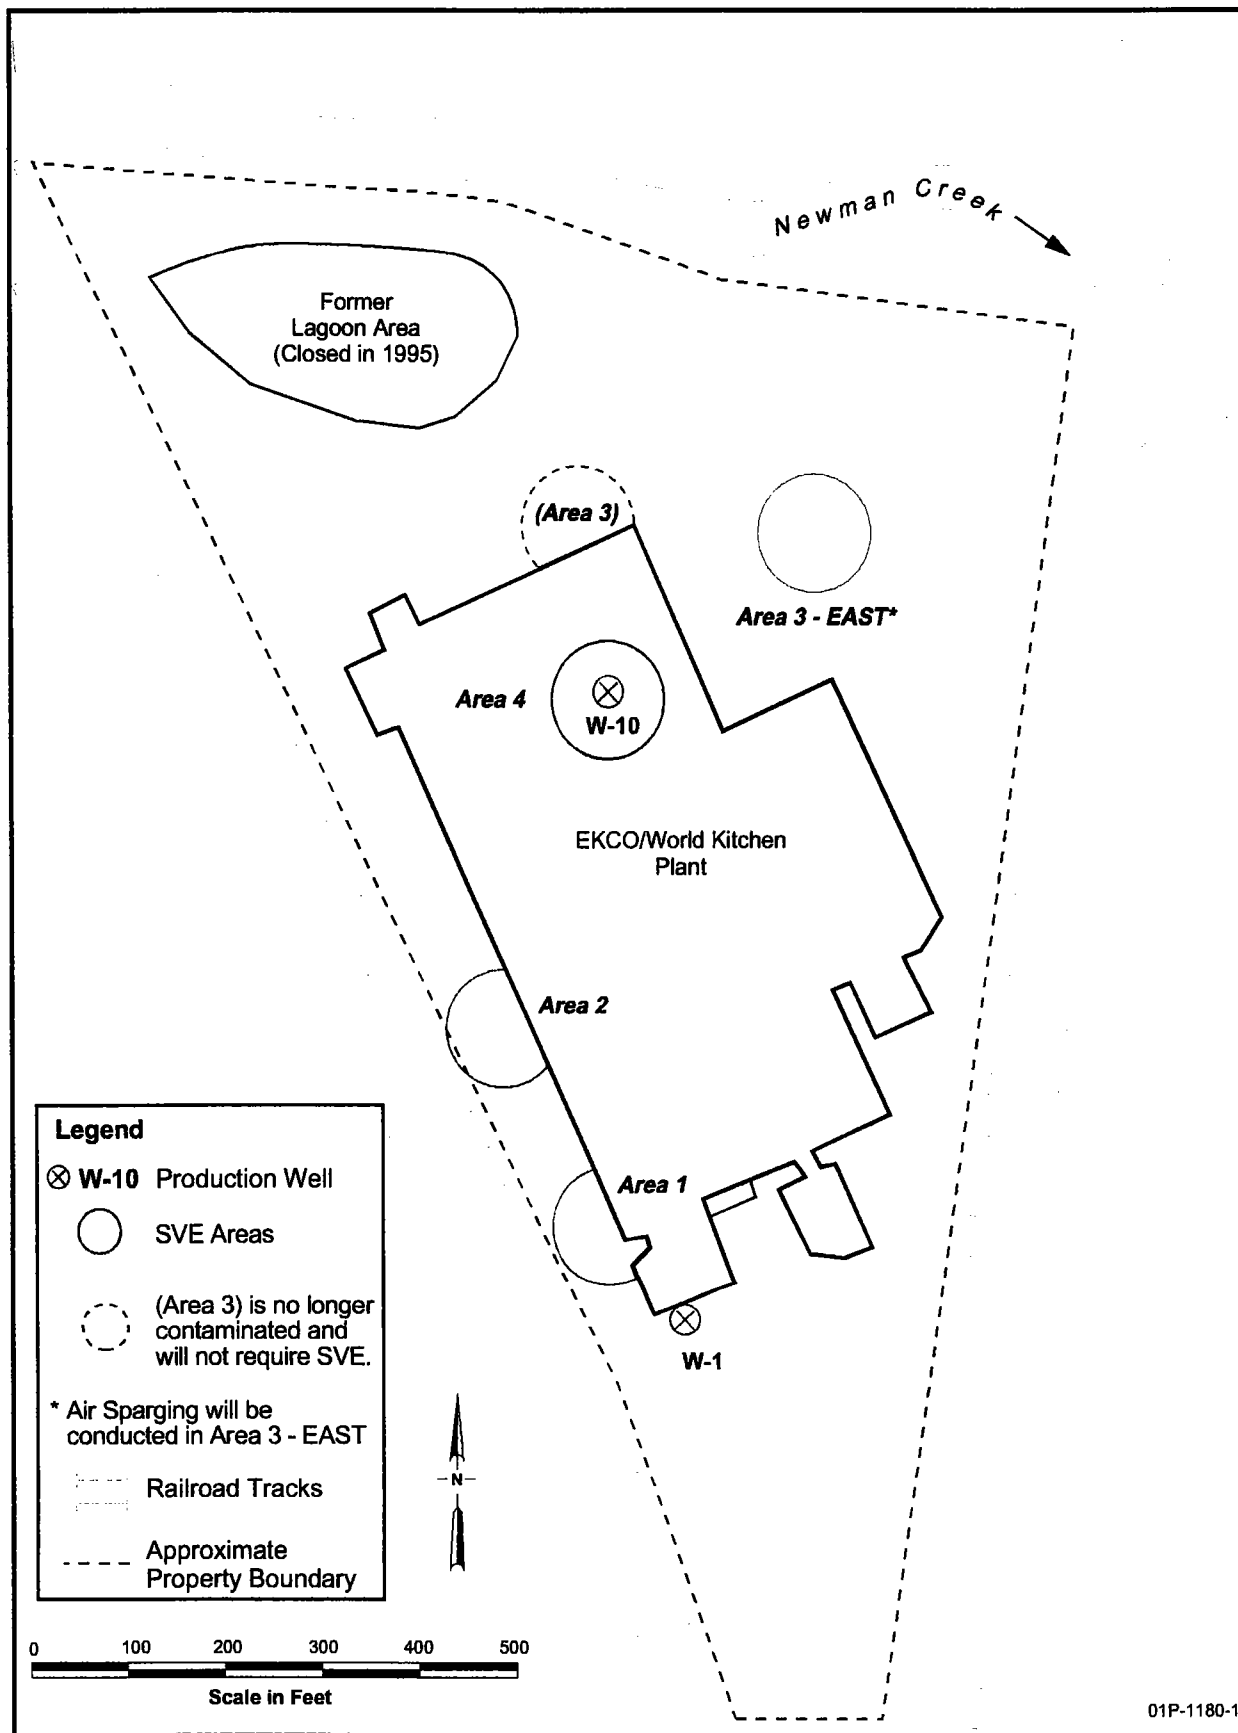 Newman Creek
Former
Lagoon Area
(Closed in 1995)
(Area 3)
Area 3 - EAST*
Area 4
W-10
EKCO/World Kitchen
Plant
Area 2
Area 1
W-1
Legend
W-10 Production Well
SVE Areas
(Area 3) is no longer
contaminated and
will not require SVE.
* Air Sparging will be
conducted in Area 3 - EAST
Railroad Tracks
Approximate
Property Boundary
N
0 100 200 300 400 500
Scale in Feet
01P-1180-1